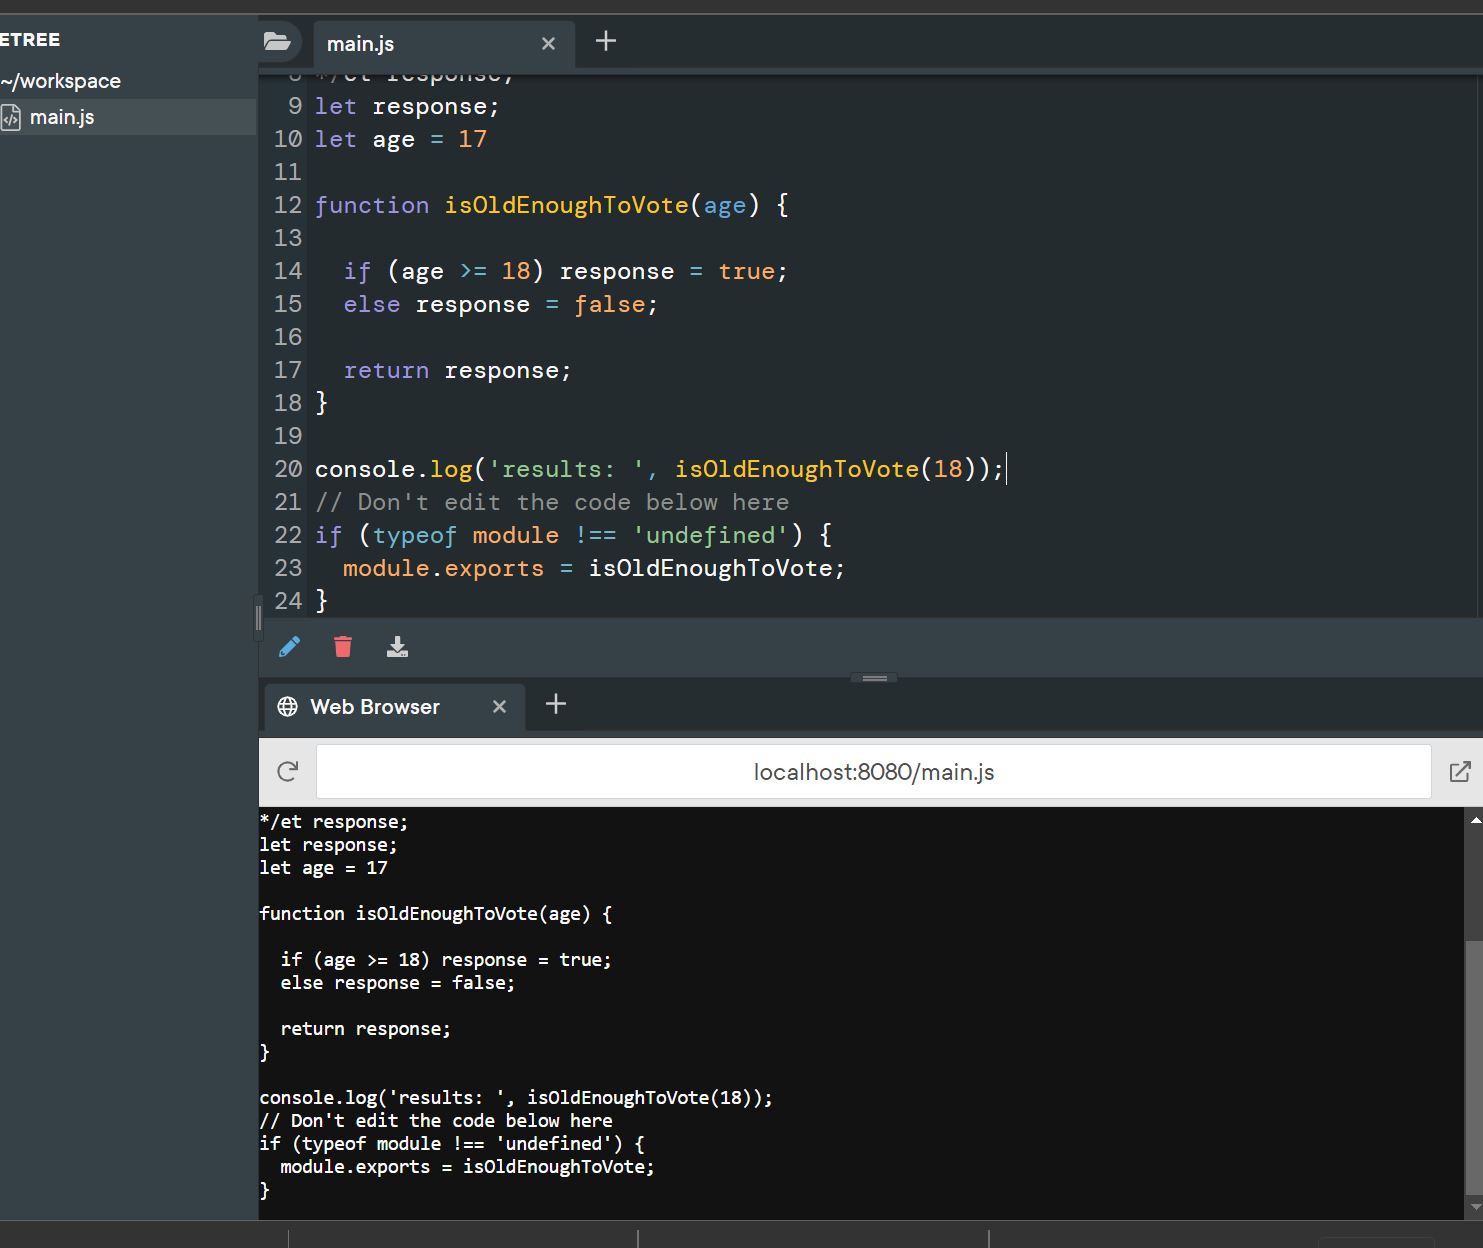 ETREE
~/workspace
main.js
main.js
8 */et response;
9 let response;
10 let age = 17
11
12 function isOldEnoughToVote(age) {
13
14   if (age >= 18) response = true;
15   else response = false;
16
17   return response;
18 }
19
20 console.log('results: ', isOldEnoughToVote(18));
21 // Don't edit the code below here
22 if (typeof module !== 'undefined') {
23   module.exports = isOldEnoughToVote;
24 }
Web Browser
localhost:8080/main.js
*/et response;
let response;
let age = 17
function isOldEnoughToVote(age) {
  if (age >= 18) response = true;
  else response = false;
  return response;
}
console.log('results: ', isOldEnoughToVote(18));
// Don't edit the code below here
if (typeof module !== 'undefined') {
  module.exports = isOldEnoughToVote;
}